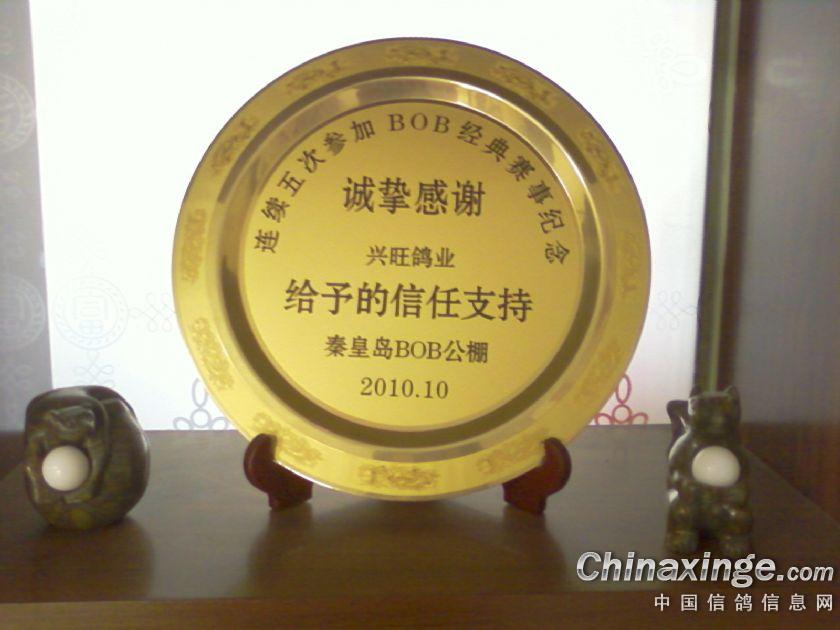 连续五次参加BOB经典赛事纪念
诚挚感谢
兴旺鸽业
给予的信任支持
秦皇岛BOB公棚
2010.10
Chinaxinge.com
中国信鸽信息网